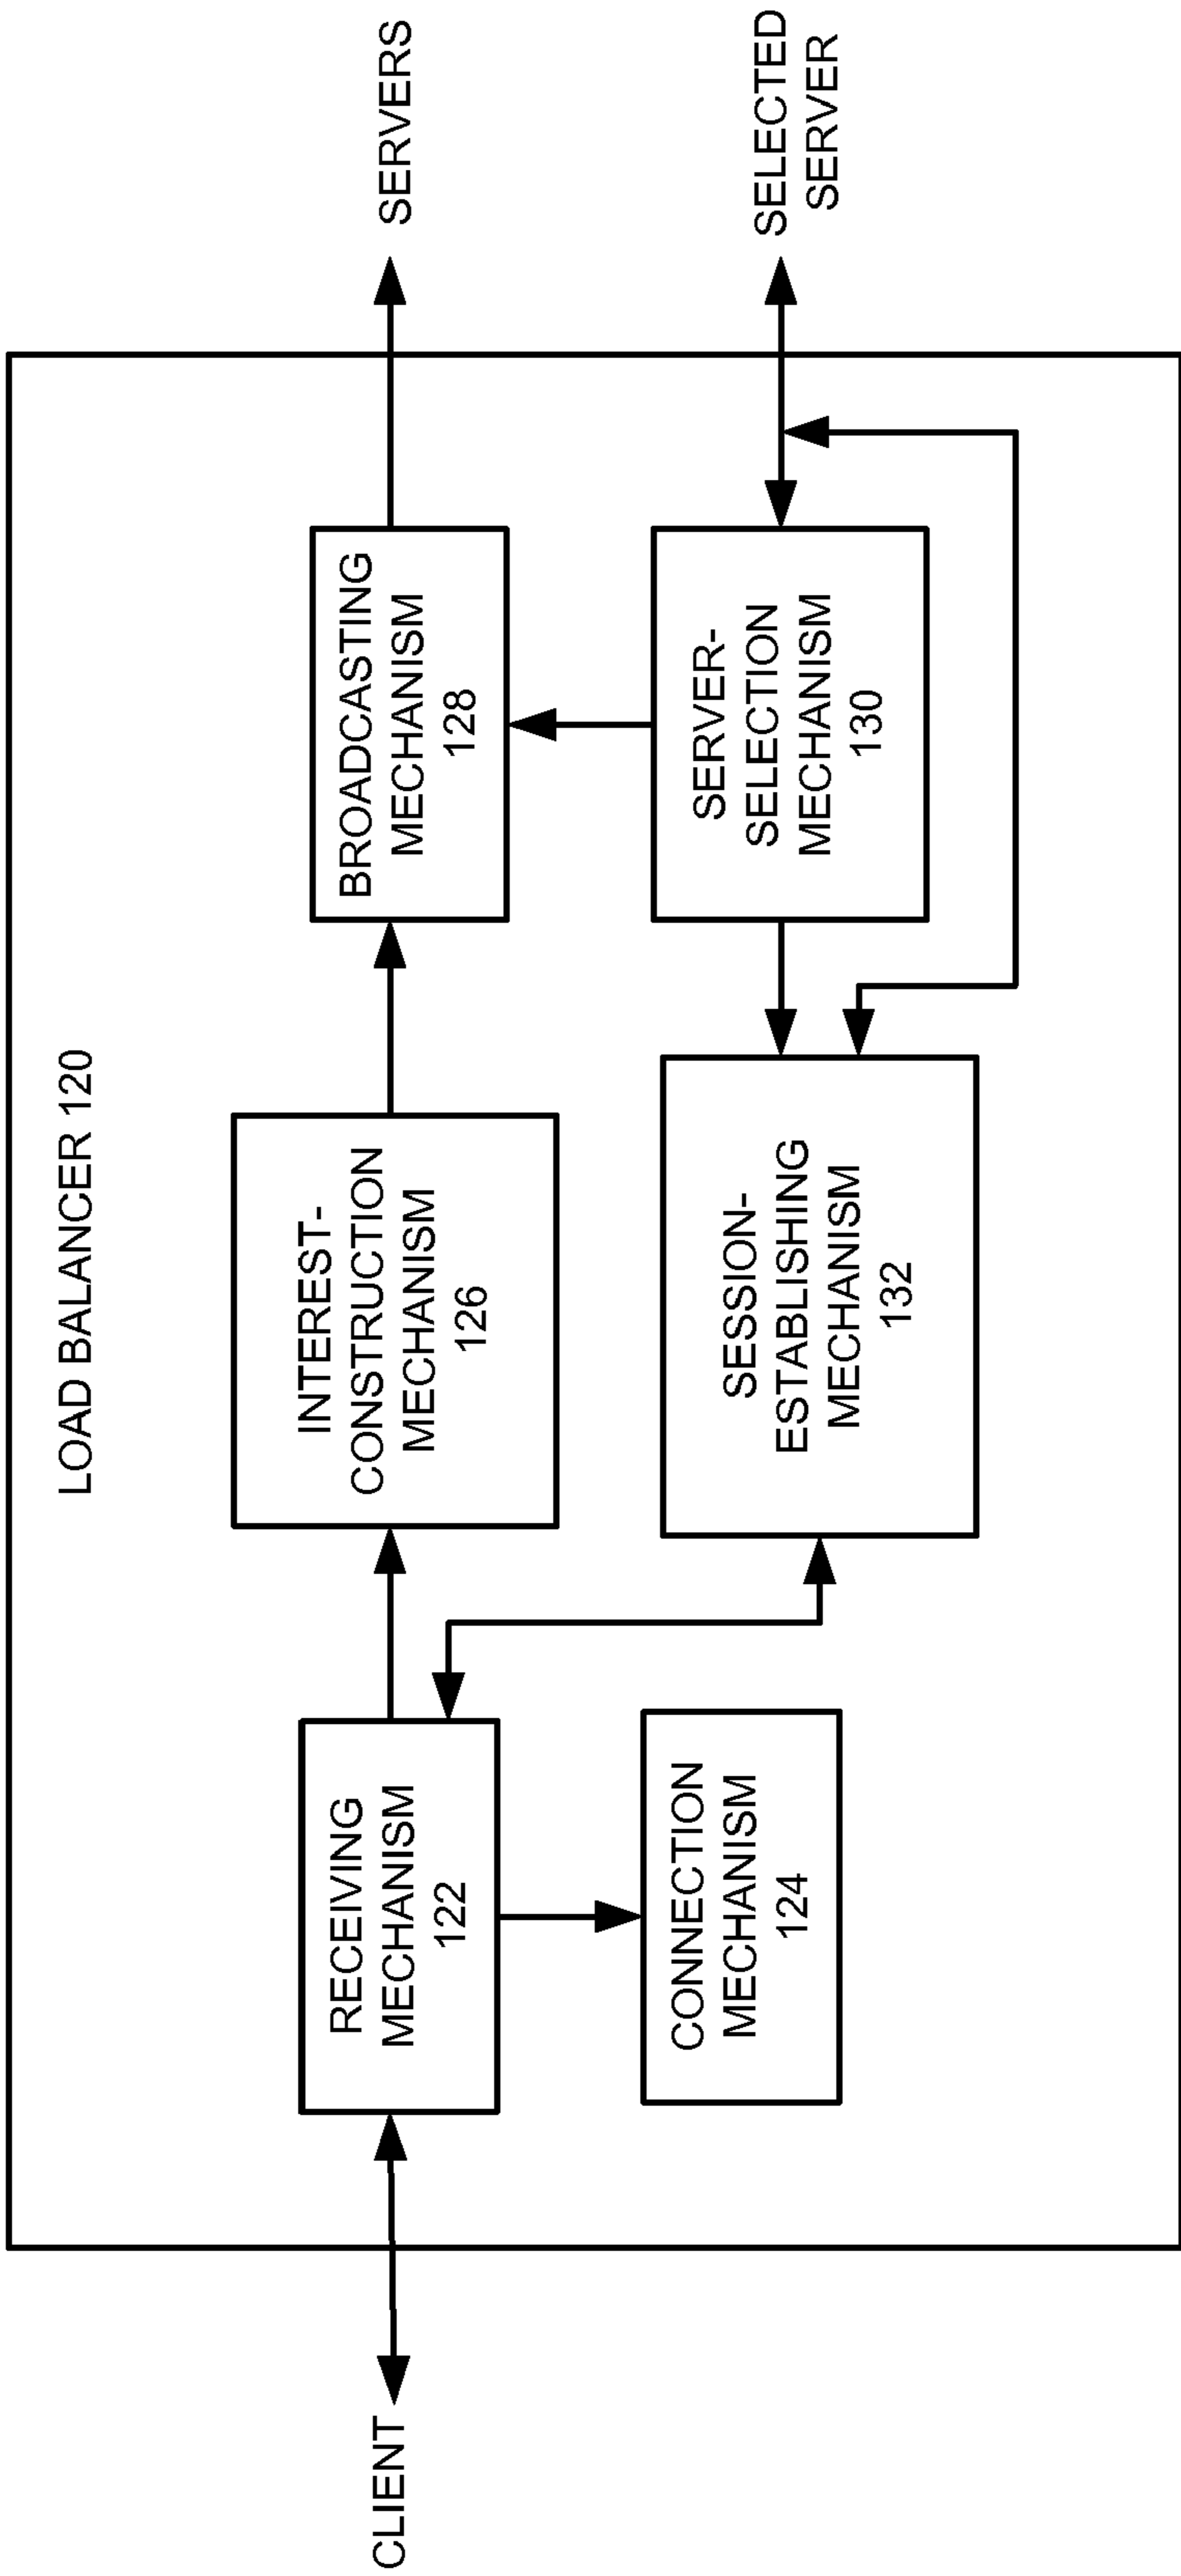 LOAD BALANCER 120
CLIENT
RECEIVING
MECHANISM
122
INTEREST-
CONSTRUCTION
MECHANISM
126
BROADCASTING
MECHANISM
128
SERVERS
CONNECTION
MECHANISM
124
SESSION-
ESTABLISHING
MECHANISM
132
SERVER-
SELECTION
MECHANISM
130
SELECTED
SERVER